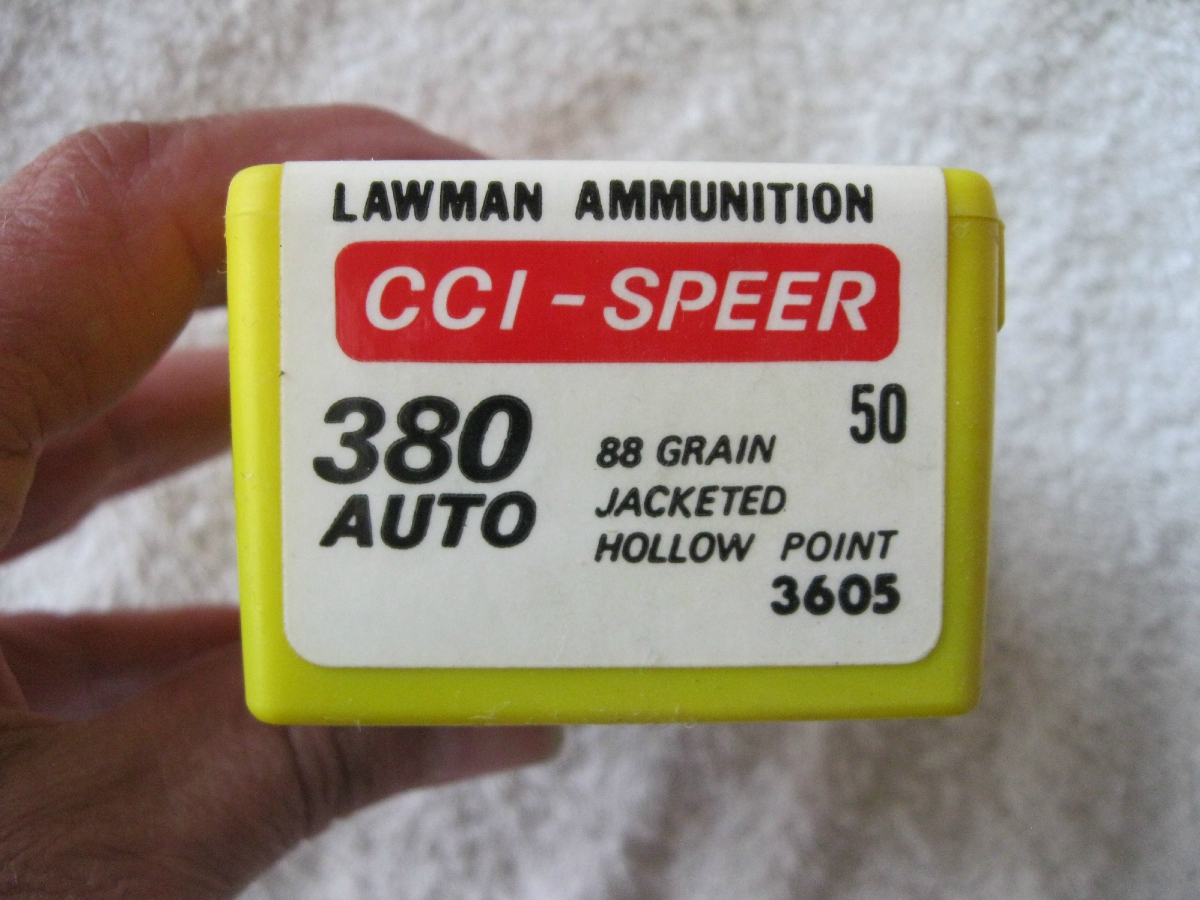 LAWMAN AMMUNITION
CCI - SPEER
380
AUTO
50
88 GRAIN
JACKETED
HOLLOW POINT
3605